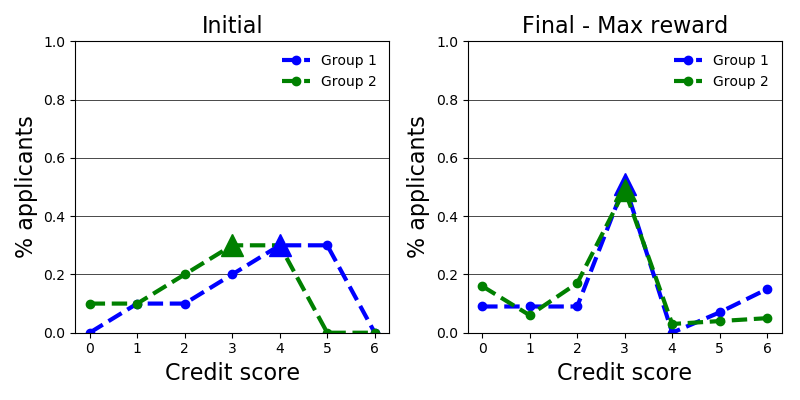 Initial
1.0
0.8
0.6
0.4
0.2
0.0
% applicants
0 1 2 3 4 5 6
Credit score
Group 1
Group 2
Final - Max reward
1.0
0.8
0.6
0.4
0.2
0.0
% applicants
0 1 2 3 4 5 6
Credit score
Group 1
Group 2